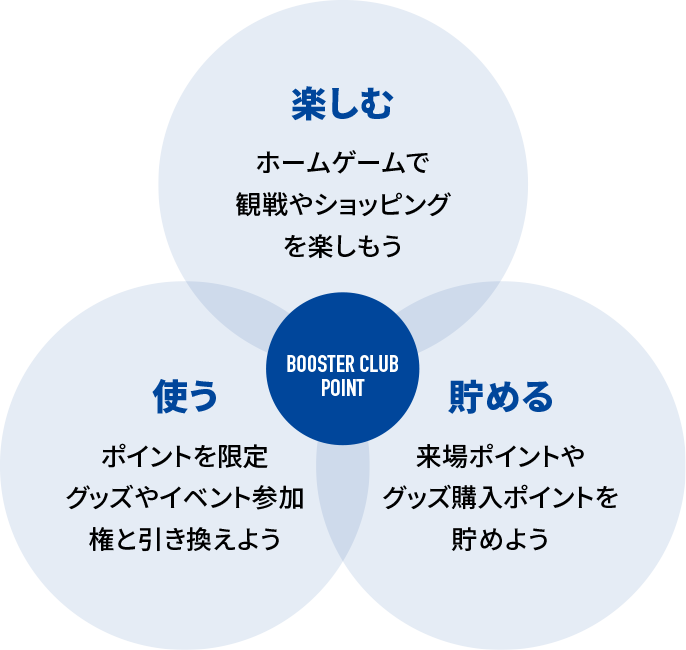 楽しむ
ホームゲームで
観戦やショッピング
を楽しもう
BOOSTER CLUB
POINT
使う
ポイントを限定
グッズやイベント参加
権と引き換えよう
貯める
来場ポイントや
グッズ購入ポイントを
貯めよう